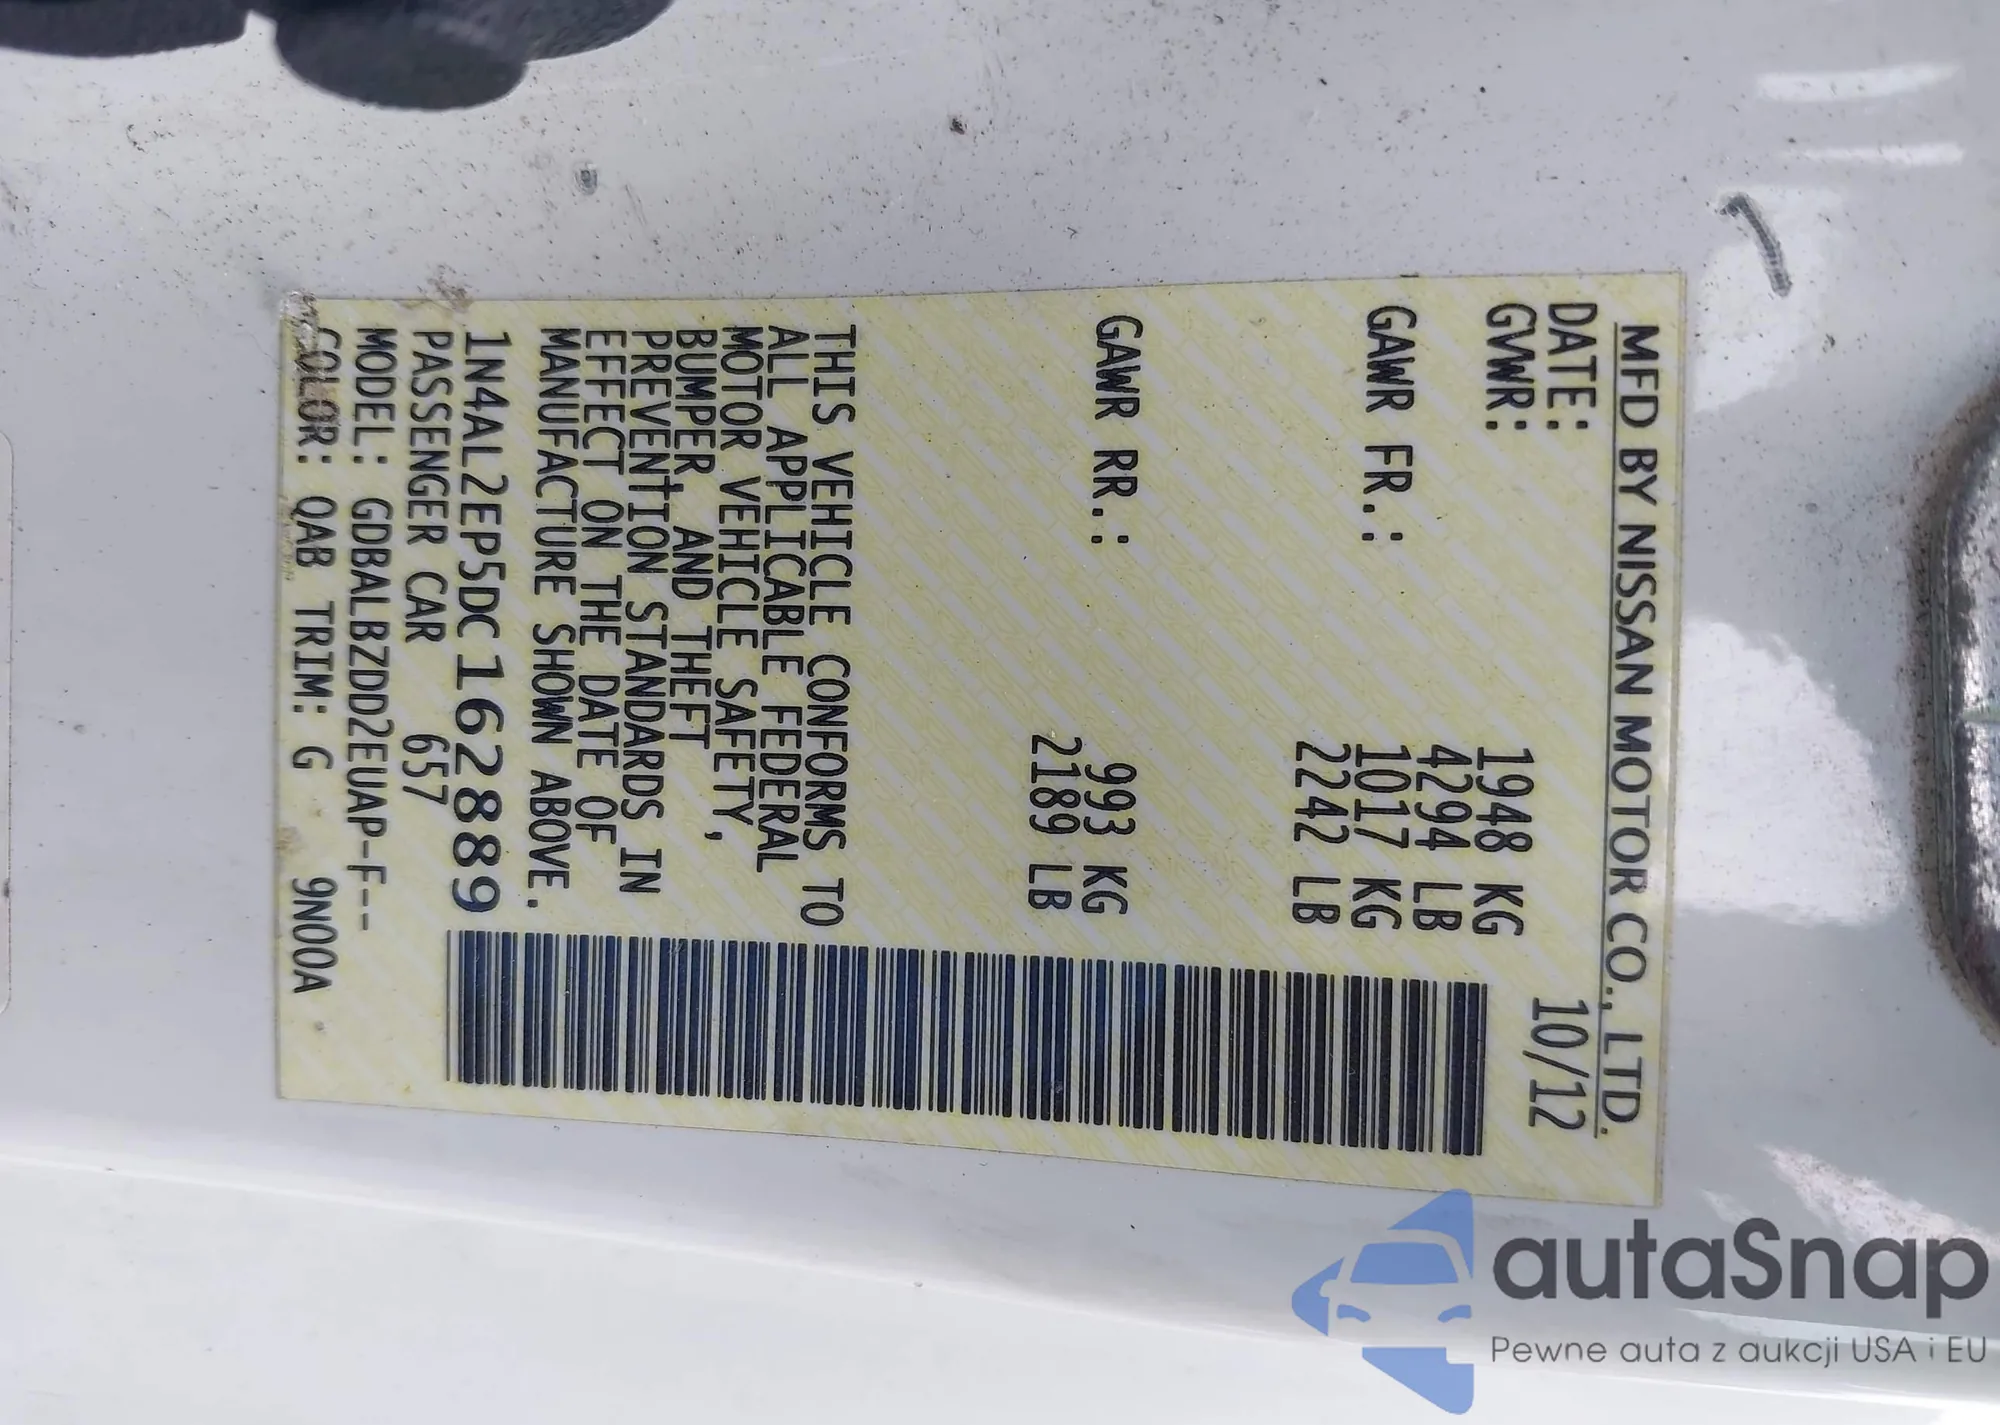 MFD BY NISSAN MOTOR CO., LTD.
DATE: 10/12
GVWR: 1948 KG
4294 LB
GAWR FR.: 1017 KG
2242 LB
GAWR RR.: 993 KG
2189 LB
THIS VEHICLE CONFORMS TO
ALL APPLICABLE FEDERAL
MOTOR VEHICLE SAFETY,
BUMPER, AND THEFT
PREVENTION STANDARDS IN
EFFECT ON THE DATE OF
MANUFACTURE SHOWN ABOVE.
1N4AL2EP5DC162889
PASSENGER CAR 657
MODEL: GDBALBZDD2EUAP-F--
COLOR: QAB TRIM: G 9N00A
autaSnap
Pewne auta z aukcji USA i EU